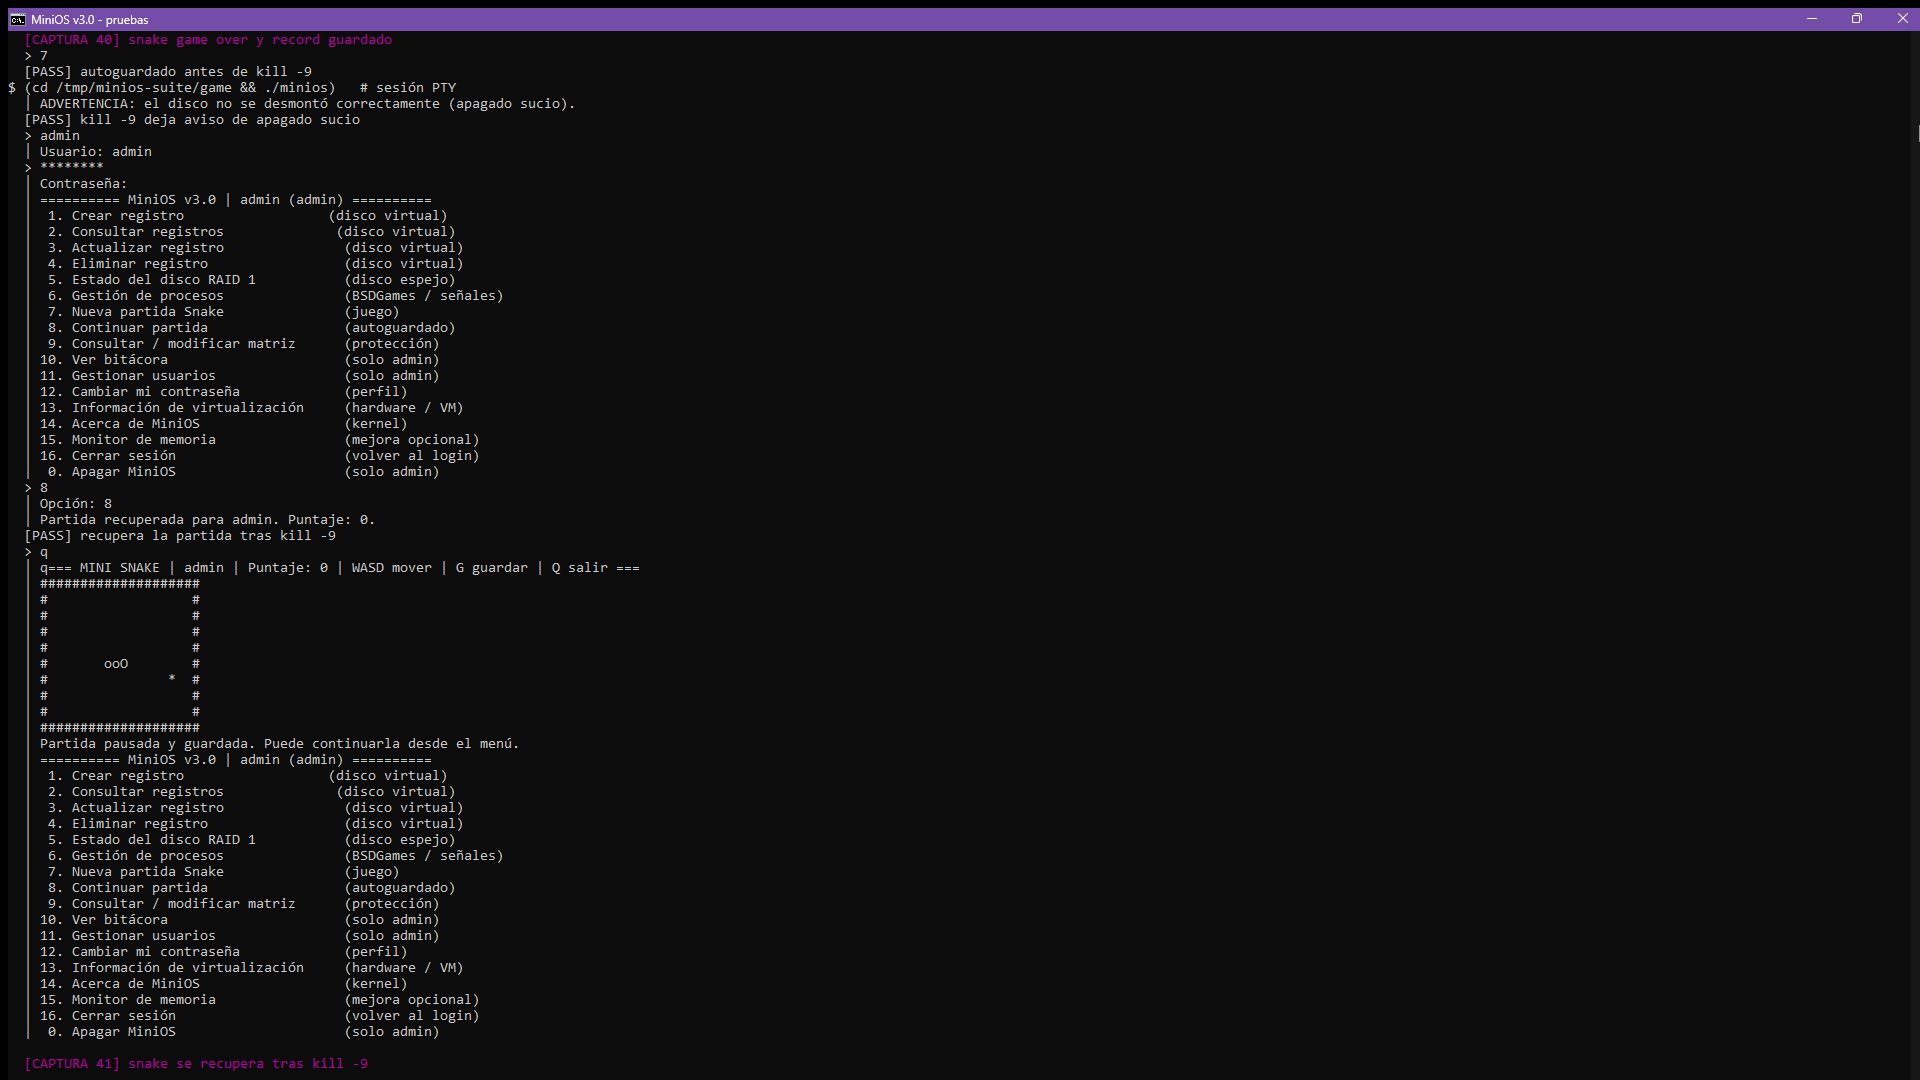 MiniOS v3.0 - pruebas
[CAPTURA 40] snake game over y record guardado
> 7
[PASS] autoguardado antes de kill -9
$ (cd /tmp/minios-suite/game && ./minios)   # sesión PTY
│ ADVERTENCIA: el disco no se desmontó correctamente (apagado sucio).
[PASS] kill -9 deja aviso de apagado sucio
> admin
│ Usuario: admin
> ********
│ Contraseña:
│ ========== MiniOS v3.0 | admin (admin) ==========
│  1. Crear registro                  (disco virtual)
│  2. Consultar registros              (disco virtual)
│  3. Actualizar registro               (disco virtual)
│  4. Eliminar registro                 (disco virtual)
│  5. Estado del disco RAID 1           (disco espejo)
│  6. Gestión de procesos               (BSDGames / señales)
│  7. Nueva partida Snake               (juego)
│  8. Continuar partida                 (autoguardado)
│  9. Consultar / modificar matriz      (protección)
│ 10. Ver bitácora                      (solo admin)
│ 11. Gestionar usuarios                (solo admin)
│ 12. Cambiar mi contraseña             (perfil)
│ 13. Información de virtualización     (hardware / VM)
│ 14. Acerca de MiniOS                  (kernel)
│ 15. Monitor de memoria                (mejora opcional)
│ 16. Cerrar sesión                     (volver al login)
│  0. Apagar MiniOS                     (solo admin)
> 8
│ Opción: 8
│ Partida recuperada para admin. Puntaje: 0.
[PASS] recupera la partida tras kill -9
> q
│ q=== MINI SNAKE | admin | Puntaje: 0 | WASD mover | G guardar | Q salir ===
│ ####################
│ #                  #
│ #                  #
│ #                  #
│ #                  #
│ #       ooO        #
│ #               *  #
│ #                  #
│ #                  #
│ ####################
│ Partida pausada y guardada. Puede continuarla desde el menú.
│ ========== MiniOS v3.0 | admin (admin) ==========
│  1. Crear registro                  (disco virtual)
│  2. Consultar registros              (disco virtual)
│  3. Actualizar registro               (disco virtual)
│  4. Eliminar registro                 (disco virtual)
│  5. Estado del disco RAID 1           (disco espejo)
│  6. Gestión de procesos               (BSDGames / señales)
│  7. Nueva partida Snake               (juego)
│  8. Continuar partida                 (autoguardado)
│  9. Consultar / modificar matriz      (protección)
│ 10. Ver bitácora                      (solo admin)
│ 11. Gestionar usuarios                (solo admin)
│ 12. Cambiar mi contraseña             (perfil)
│ 13. Información de virtualización     (hardware / VM)
│ 14. Acerca de MiniOS                  (kernel)
│ 15. Monitor de memoria                (mejora opcional)
│ 16. Cerrar sesión                     (volver al login)
│  0. Apagar MiniOS                     (solo admin)
[CAPTURA 41] snake se recupera tras kill -9